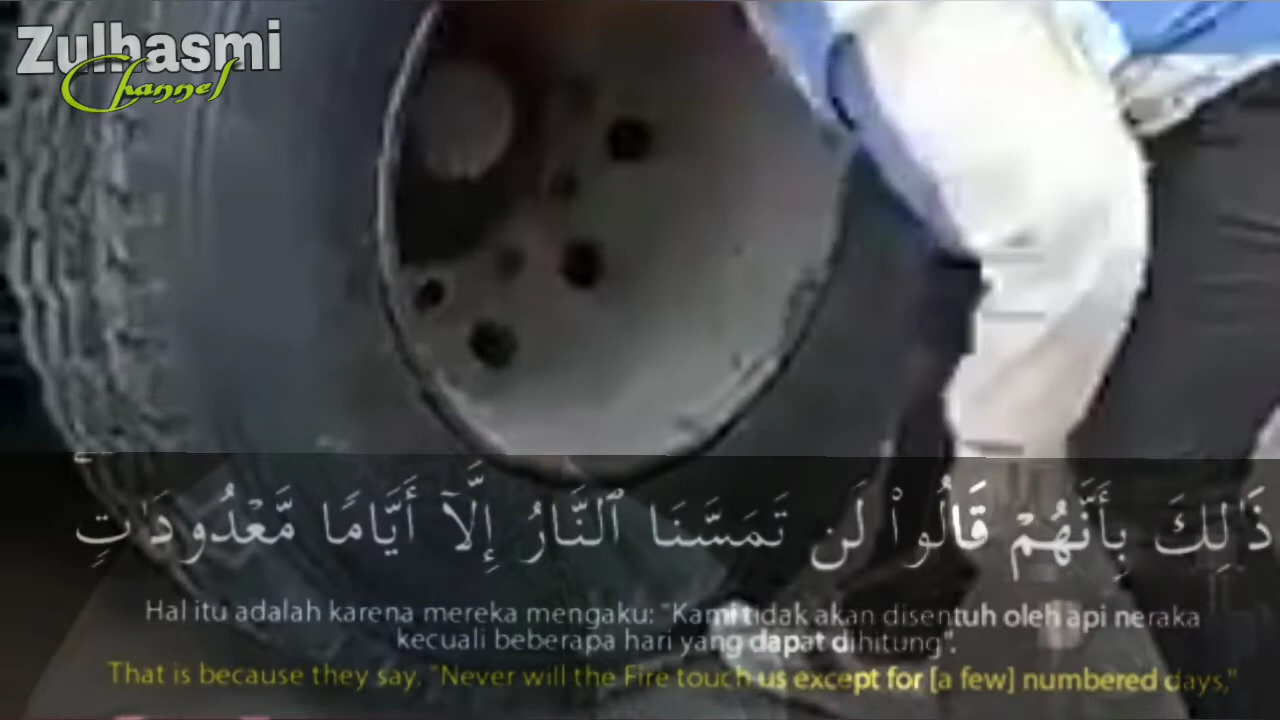 Zulhasmi
Channel
ذَٰلِكَ بِأَنَّهُمْ قَالُوا۟ لَن تَمَسَّنَا ٱلنَّارُ إِلَّآ أَيَّامًا مَّعْدُودَٰتٍ ۖ
Hal itu adalah karena mereka mengaku: "Kami tidak akan disentuh oleh api neraka
kecuali beberapa hari yang dapat dihitung".
That is because they say, "Never will the Fire touch us except for [a few] numbered days,"